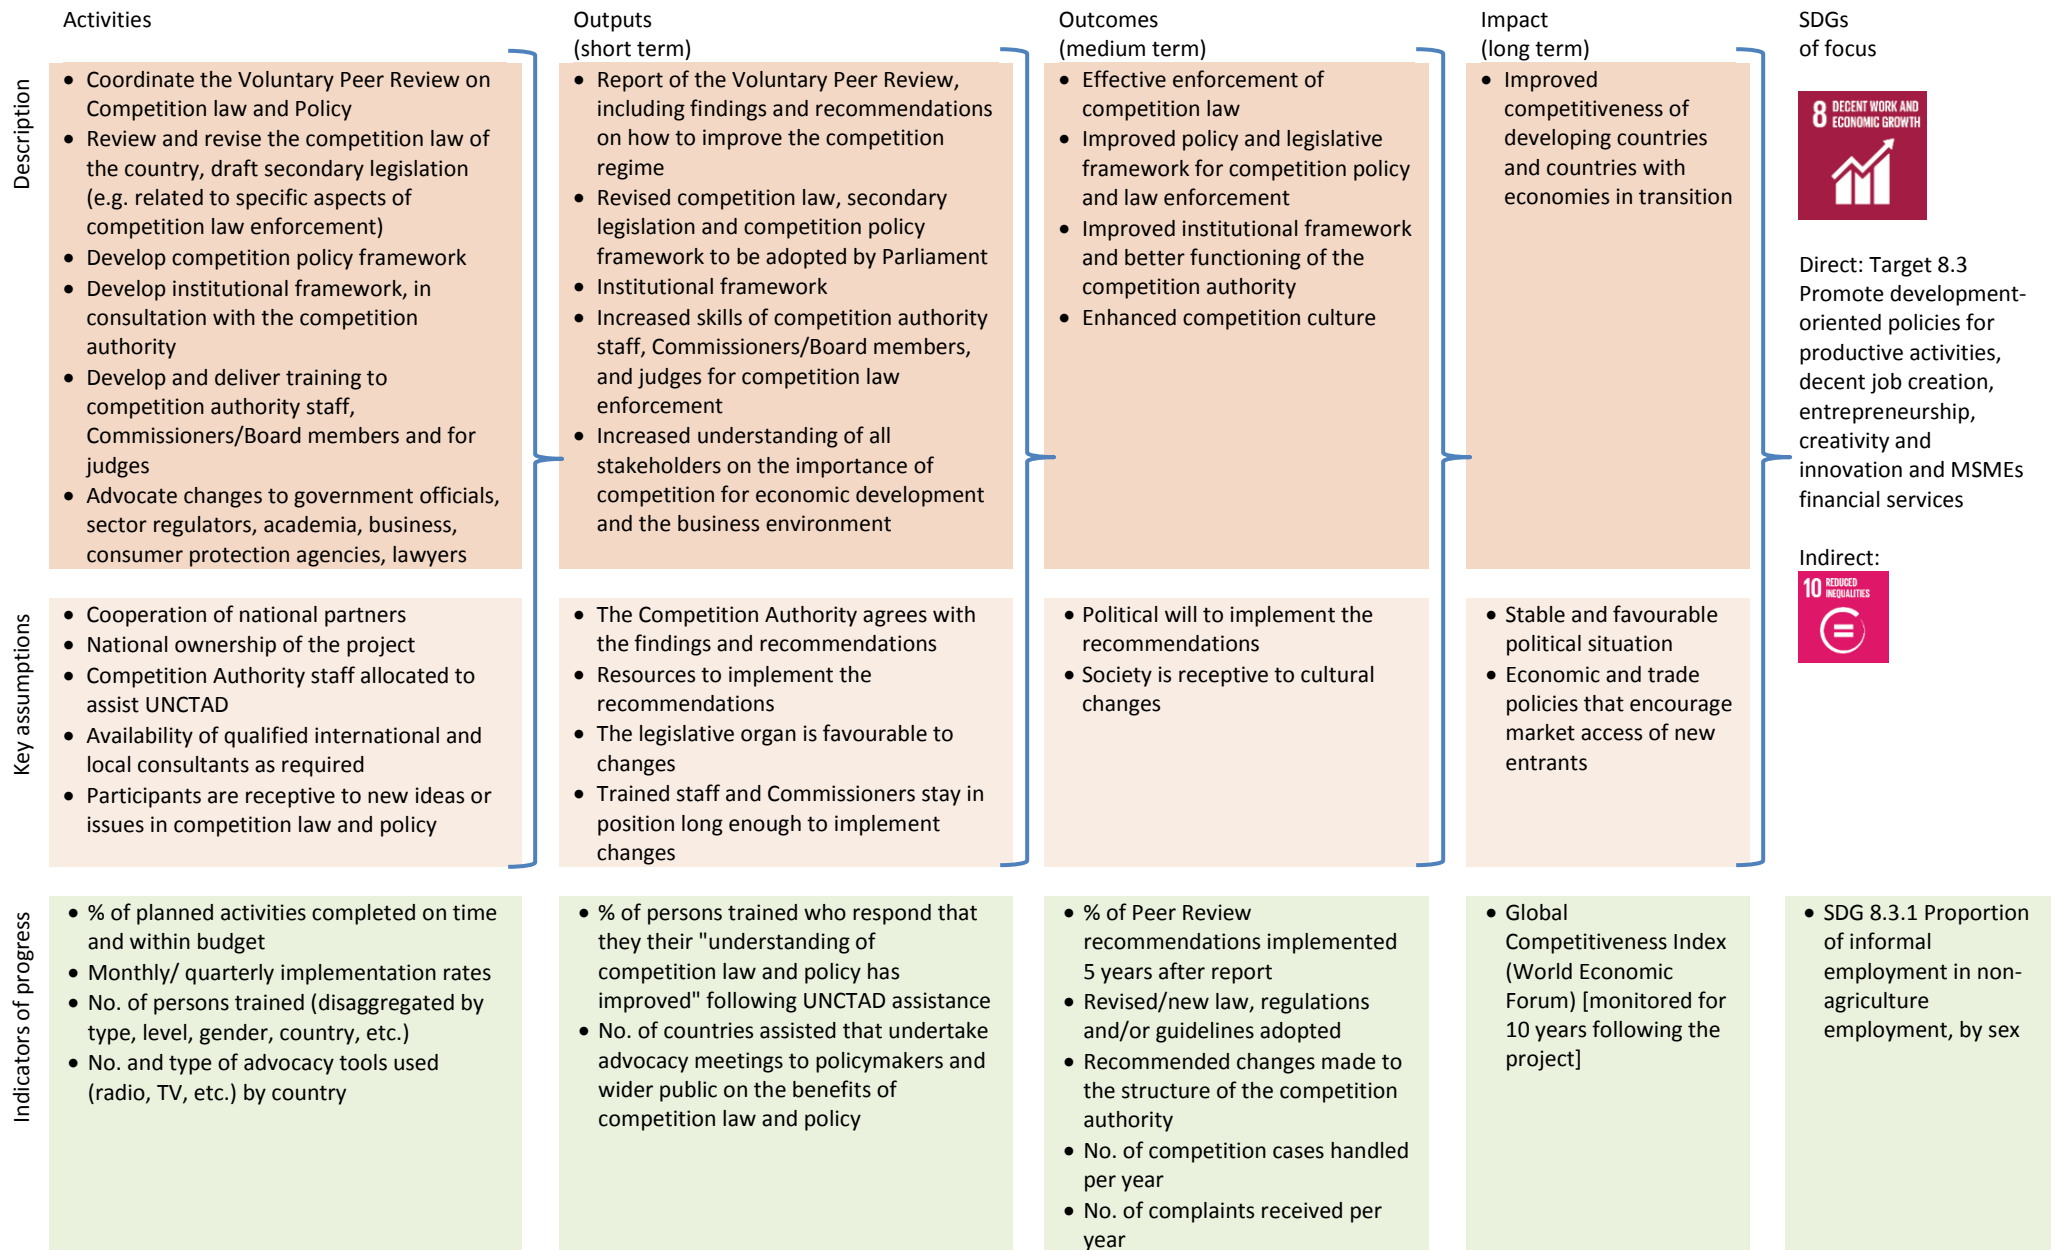 Activities
Outputs
(short term)
Outcomes
(medium term)
Impact
(long term)
SDGs
of focus
Description
• Coordinate the Voluntary Peer Review on
Competition law and Policy
• Review and revise the competition law of
the country, draft secondary legislation
(e.g. related to specific aspects of
competition law enforcement)
• Develop competition policy framework
• Develop institutional framework, in
consultation with the competition
authority
• Develop and deliver training to
competition authority staff,
Commissioners/Board members and for
judges
• Advocate changes to government officials,
sector regulators, academia, business,
consumer protection agencies, lawyers
• Report of the Voluntary Peer Review,
including findings and recommendations
on how to improve the competition
regime
• Revised competition law, secondary
legislation and competition policy
framework to be adopted by Parliament
• Institutional framework
• Increased skills of competition authority
staff, Commissioners/Board members,
and judges for competition law
enforcement
• Increased understanding of all
stakeholders on the importance of
competition for economic development
and the business environment
• Effective enforcement of
competition law
• Improved policy and legislative
framework for competition policy
and law enforcement
• Improved institutional framework
and better functioning of the
competition authority
• Enhanced competition culture
• Improved
competitiveness of
developing countries
and countries with
economies in transition
8 DECENT WORK AND
ECONOMIC GROWTH
Direct: Target 8.3
Promote development-
oriented policies for
productive activities,
decent job creation,
entrepreneurship,
creativity and
innovation and MSMEs
financial services
Indirect:
10 REDUCED
INEQUALITIES
Key assumptions
• Cooperation of national partners
• National ownership of the project
• Competition Authority staff allocated to
assist UNCTAD
• Availability of qualified international and
local consultants as required
• Participants are receptive to new ideas or
issues in competition law and policy
• The Competition Authority agrees with
the findings and recommendations
• Resources to implement the
recommendations
• The legislative organ is favourable to
changes
• Trained staff and Commissioners stay in
position long enough to implement
changes
• Political will to implement the
recommendations
• Society is receptive to cultural
changes
• Stable and favourable
political situation
• Economic and trade
policies that encourage
market access of new
entrants
Indicators of progress
• % of planned activities completed on time
and within budget
• Monthly/ quarterly implementation rates
• No. of persons trained (disaggregated by
type, level, gender, country, etc.)
• No. and type of advocacy tools used
(radio, TV, etc.) by country
• % of persons trained who respond that
they their "understanding of
competition law and policy has
improved" following UNCTAD assistance
• No. of countries assisted that undertake
advocacy meetings to policymakers and
wider public on the benefits of
competition law and policy
• % of Peer Review
recommendations implemented
5 years after report
• Revised/new law, regulations
and/or guidelines adopted
• Recommended changes made to
the structure of the competition
authority
• No. of competition cases handled
per year
• No. of complaints received per
year
• Global
Competitiveness Index
(World Economic
Forum) [monitored for
10 years following the
project]
• SDG 8.3.1 Proportion
of informal
employment in non-
agriculture
employment, by sex